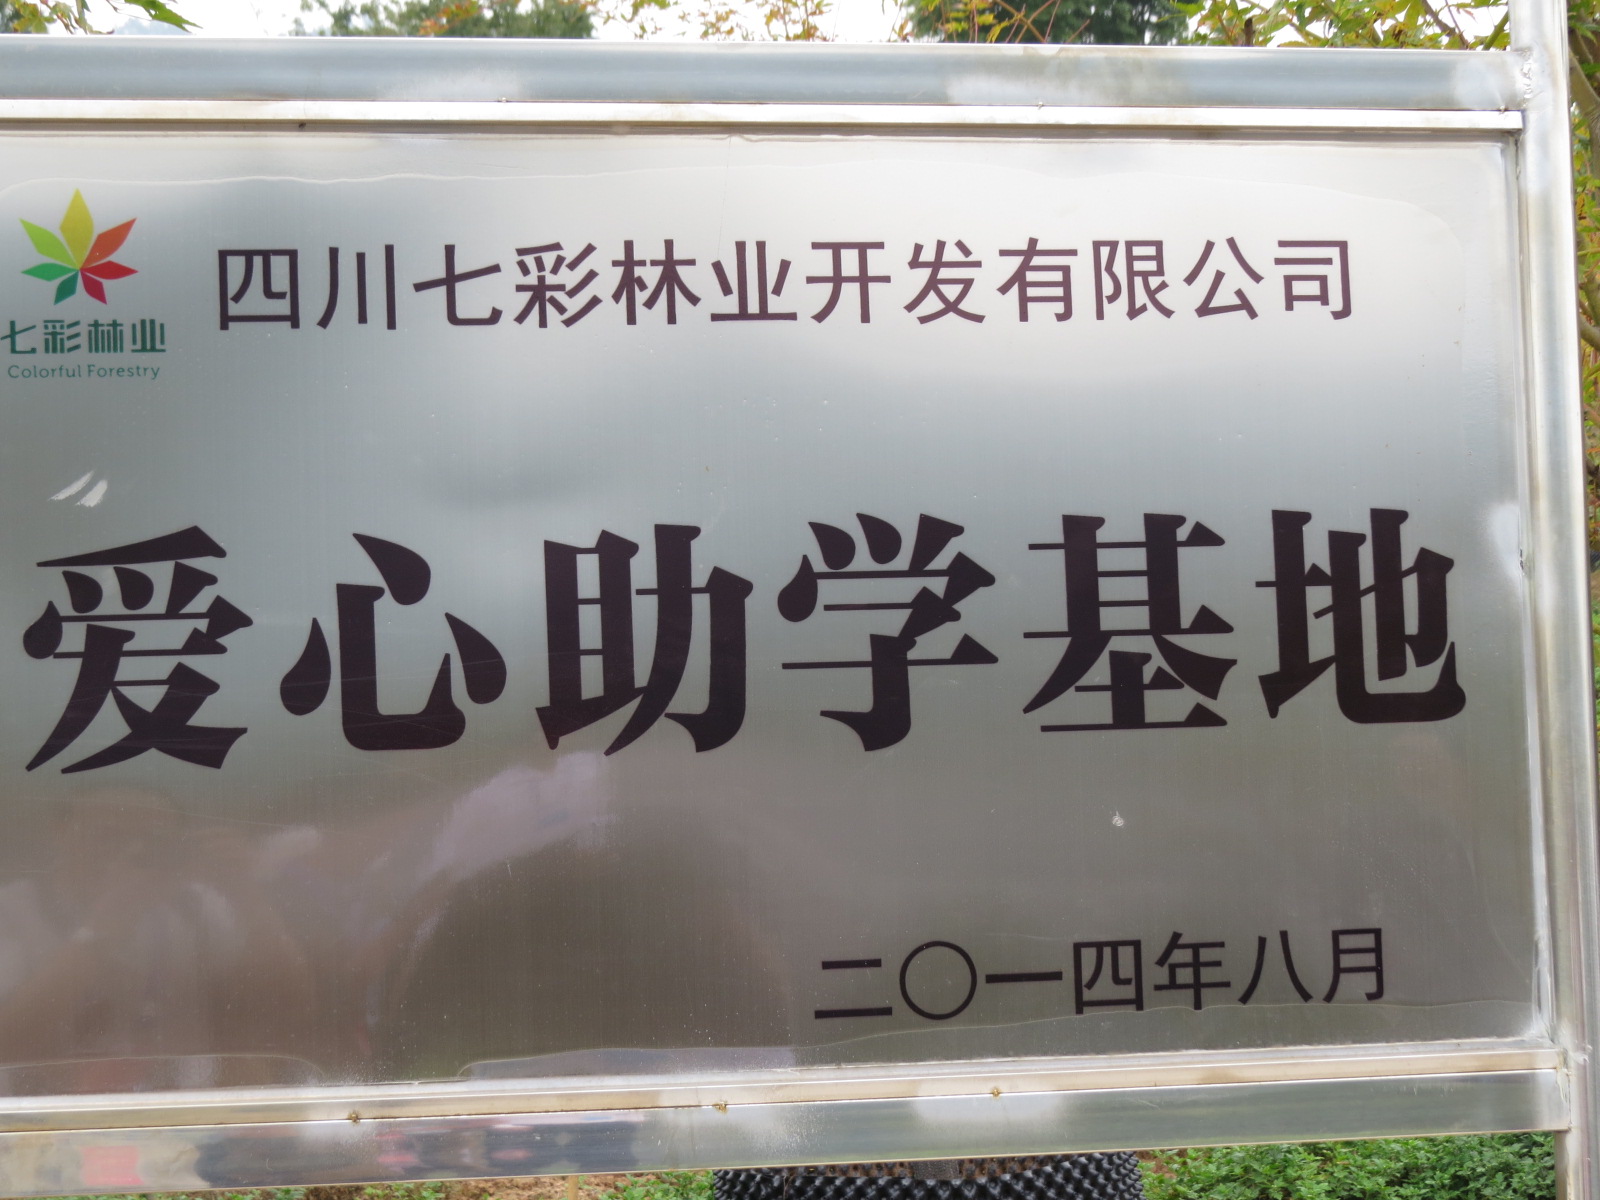 四川七彩林业开发有限公司
七彩林业
Colorful Forestry
爱心助学基地
二〇一四年八月